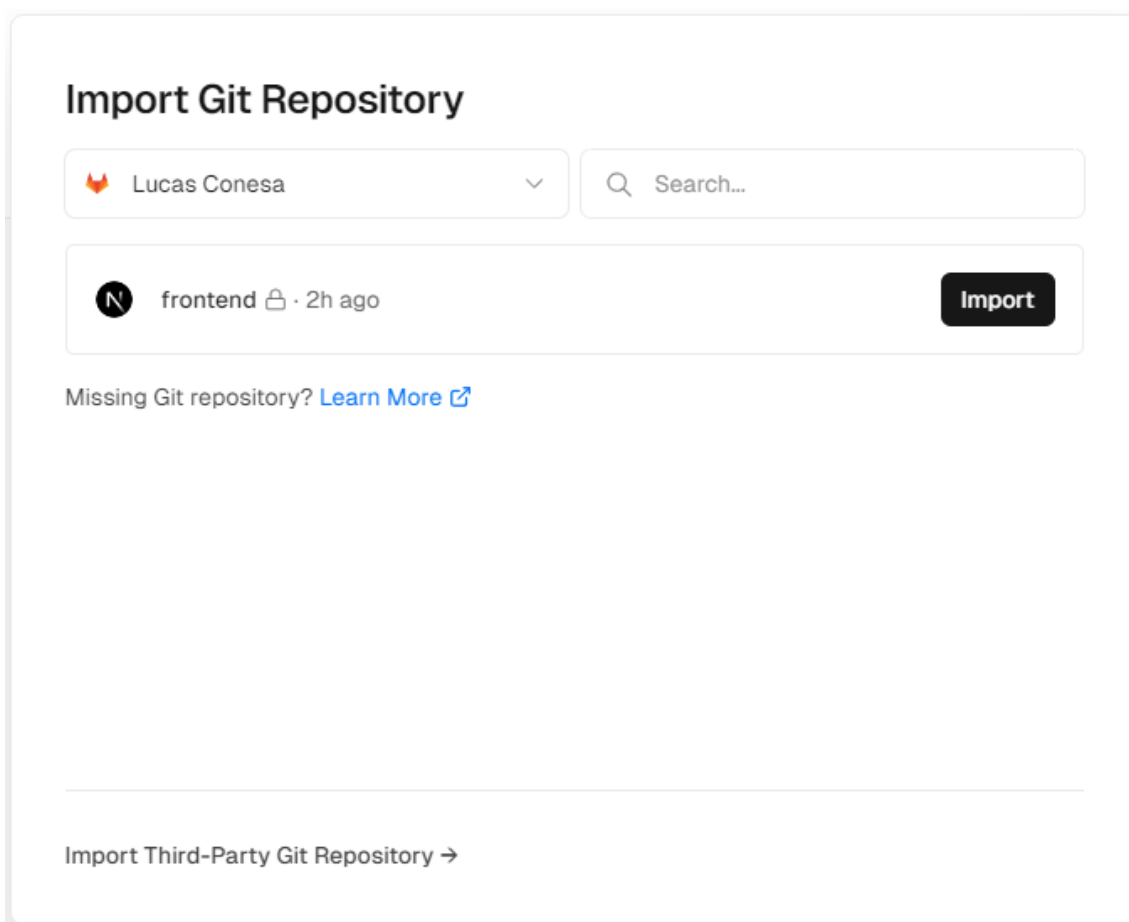 Import Git Repository
Lucas Conesa
Search...
N
frontend · 2h ago
Import
Missing Git repository? Learn More
Import Third-Party Git Repository →